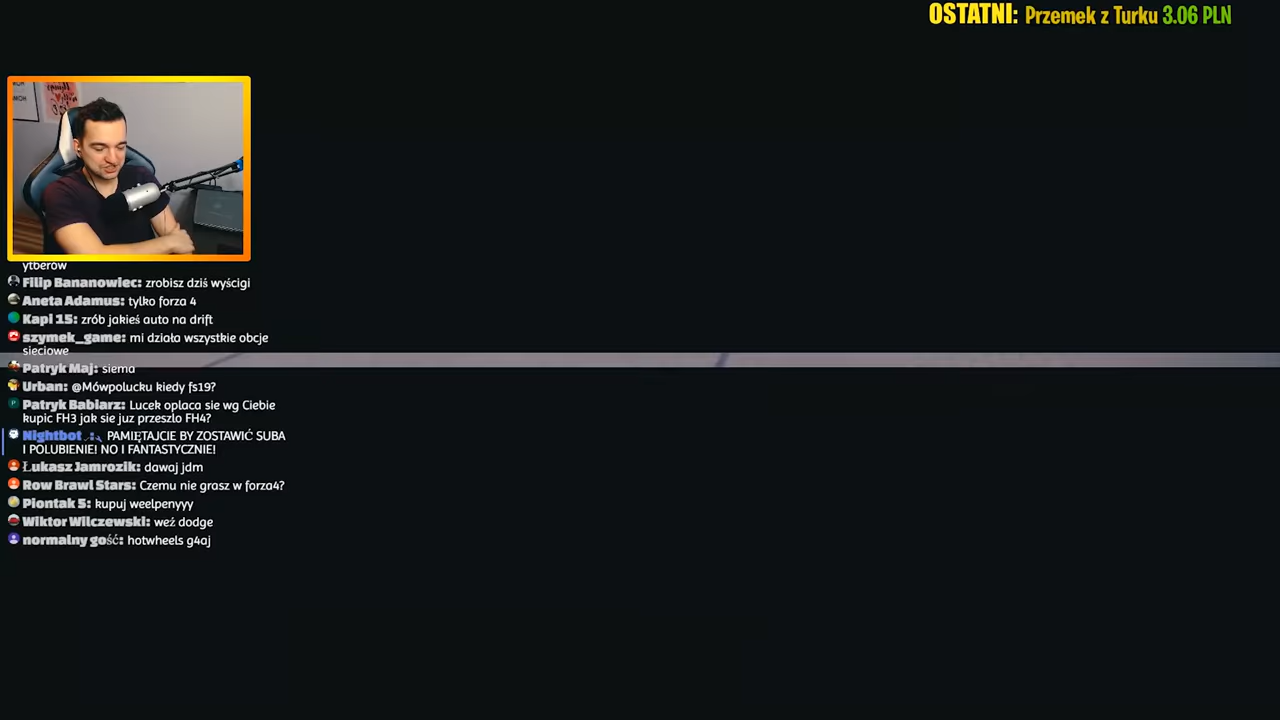 OSTATNI: Przemek z Turku 3.06 PLN
ytberów
Filip Bananowiec: zrobisz dziś wyścigi
Aneta Adamus: tylko forza 4
Kapi 15: zrób jakieś auto na drift
szymek_game: mi działa wszystkie obcje
sieciowe
Patryk Maj: siema
Urban: @Mówpolucku kiedy fs19?
Patryk Babiarz: Lucek oplaca sie wg Ciebie
kupic FH3 jak sie juz przeszlo FH4?
Nightbot : PAMIĘTAJCIE BY ZOSTAWIĆ SUBA
I POLUBIENIE! NO I FANTASTYCZNIE!
Łukasz Jamrozik: dawaj jdm
Row Brawl Stars: Czemu nie grasz w forza4?
Piontak 5: kupuj weelpenyyy
Wiktor Wilczewski: weź dodge
normalny gość: hotwheels g4aj